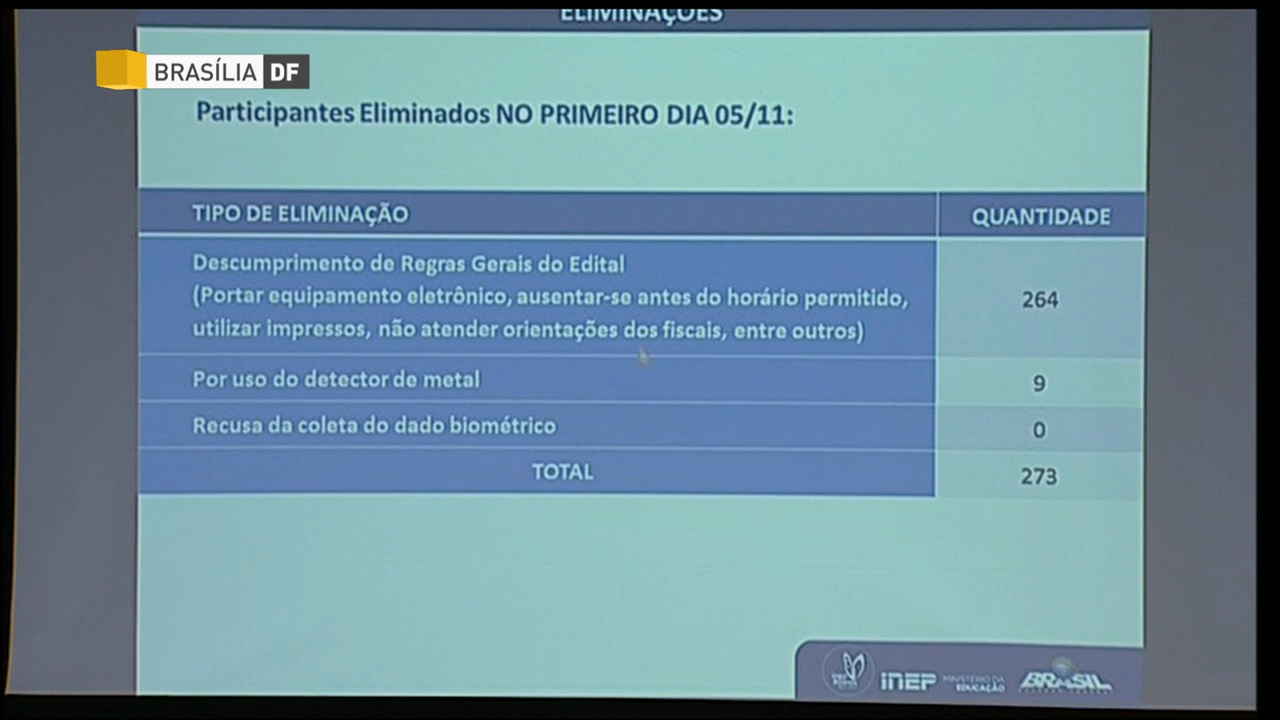 ELIMINAÇÕES
BRASÍLIA DF
Participantes Eliminados NO PRIMEIRO DIA 05/11:
TIPO DE ELIMINAÇÃO
QUANTIDADE
Descumprimento de Regras Gerais do Edital
(Portar equipamento eletrônico, ausentar-se antes do horário permitido,
utilizar impressos, não atender orientações dos fiscais, entre outros)
264
Por uso do detector de metal
9
Recusa da coleta do dado biométrico
0
TOTAL
273
INEP
MINISTÉRIO DA
EDUCAÇÃO
BRASIL